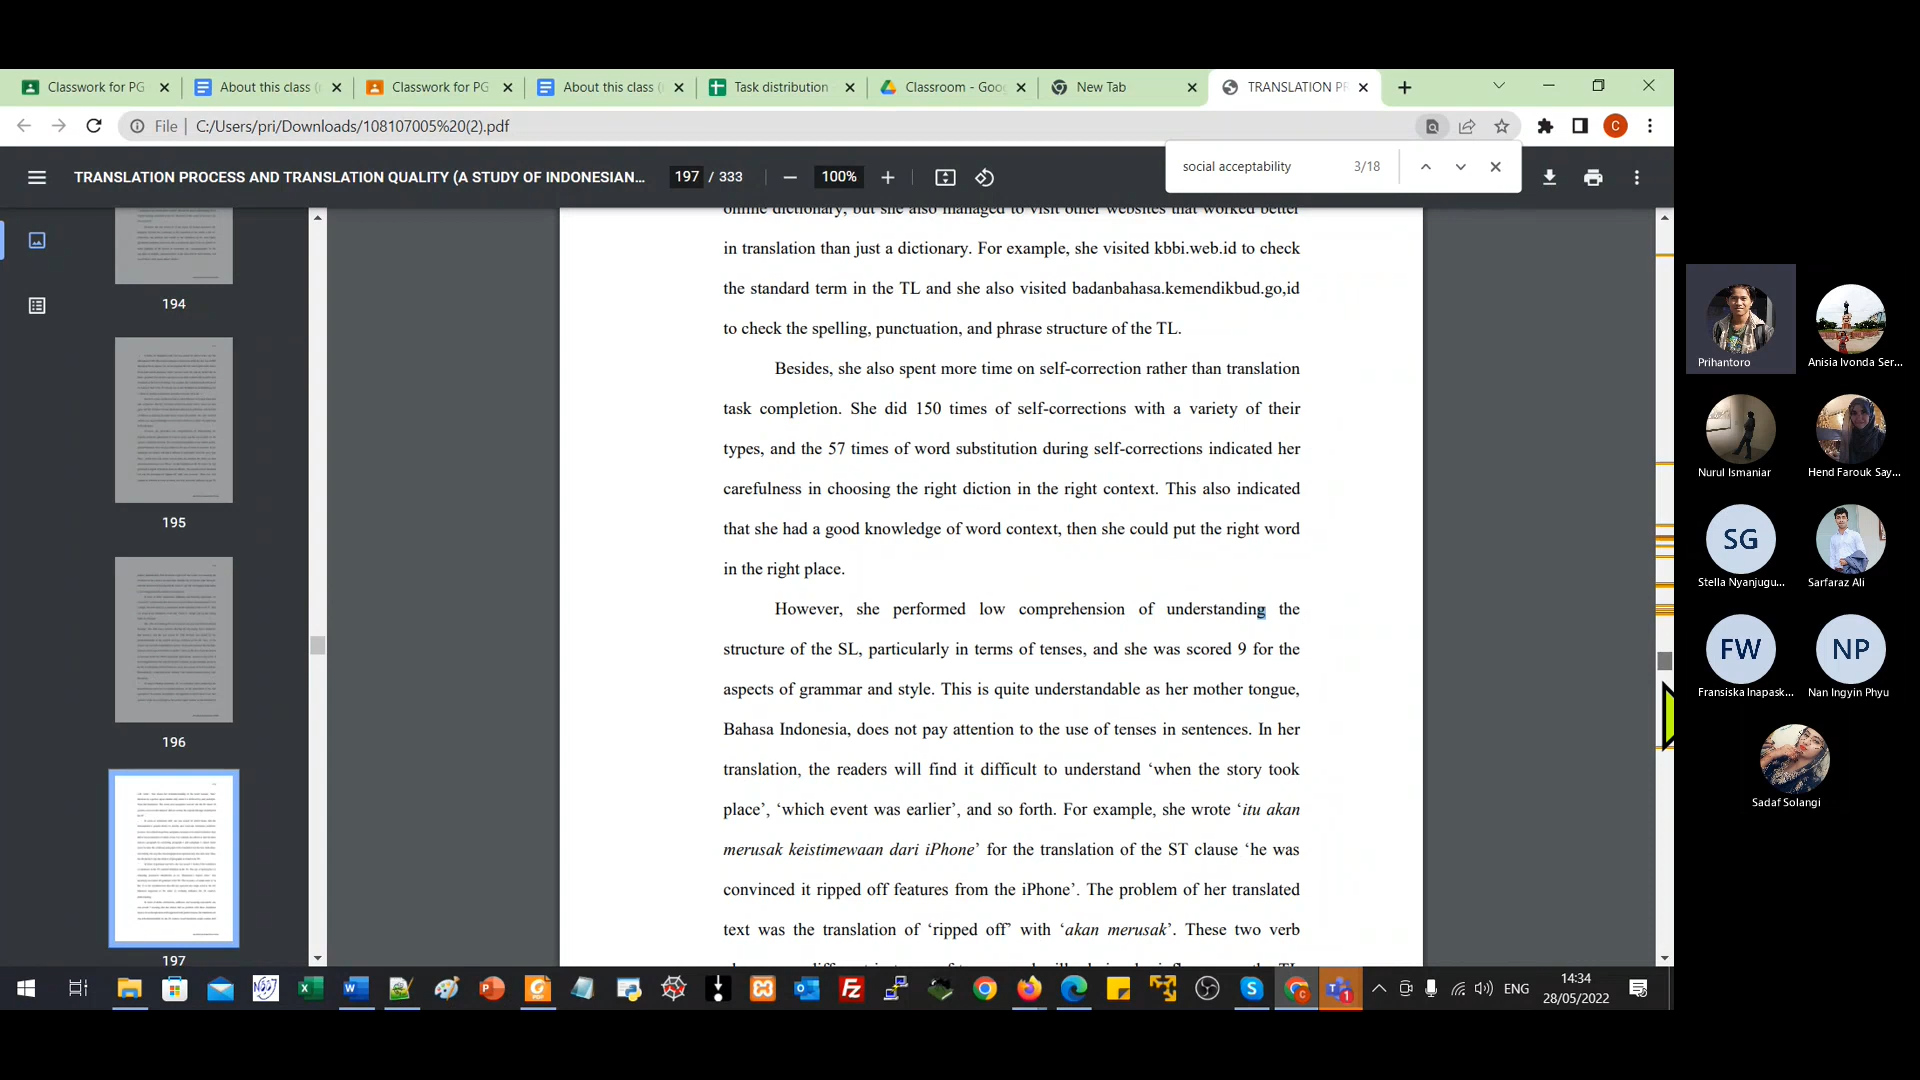 Classwork for PG
About this class (
Classwork for PG
About this class (
Task distribution
Classroom - Goo
New Tab
TRANSLATION PR
File
C:/Users/pri/Downloads/108107005%20(2).pdf
C
social acceptability
3/18
TRANSLATION PROCESS AND TRANSLATION QUALITY (A STUDY OF INDONESIAN...
197 / 333
100%
194
195
196
197
online dictionary, but she also managed to visit other websites that worked better
in translation than just a dictionary. For example, she visited kbbi.web.id to check
the standard term in the TL and she also visited badanbahasa.kemendikbud.go,id
to check the spelling, punctuation, and phrase structure of the TL.
Besides, she also spent more time on self-correction rather than translation
task completion. She did 150 times of self-corrections with a variety of their
types, and the 57 times of word substitution during self-corrections indicated her
carefulness in choosing the right diction in the right context. This also indicated
that she had a good knowledge of word context, then she could put the right word
in the right place.
However, she performed low comprehension of understanding the
structure of the SL, particularly in terms of tenses, and she was scored 9 for the
aspects of grammar and style. This is quite understandable as her mother tongue,
Bahasa Indonesia, does not pay attention to the use of tenses in sentences. In her
translation, the readers will find it difficult to understand ‘when the story took
place’, ‘which event was earlier’, and so forth. For example, she wrote ‘itu akan
merusak keistimewaan dari iPhone’ for the translation of the ST clause ‘he was
convinced it ripped off features from the iPhone’. The problem of her translated
text was the translation of ‘ripped off’ with ‘akan merusak’. These two verb
Prihantoro
Anisia Ivonda Ser...
Nurul Ismaniar
Hend Farouk Say...
SG
Stella Nyanjugu...
Sarfaraz Ali
FW
Fransiska Inapask...
NP
Nan Ingyin Phyu
Sadaf Solangi
ENG
14:34
28/05/2022